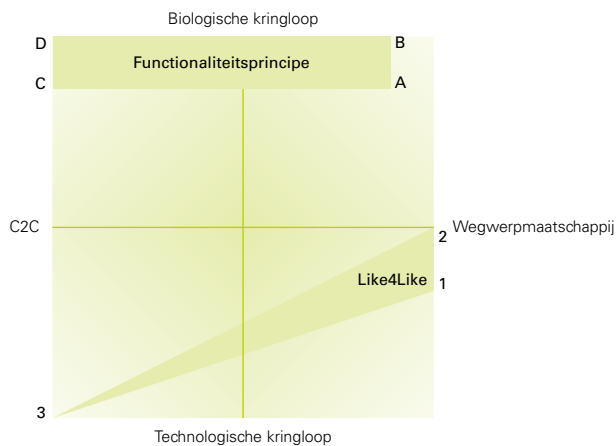 Biologische kringloop
D
B
Functionaliteitsprincipe
C
A
C2C
Wegwerpmaatschappij
2
Like4Like
1
3
Technologische kringloop